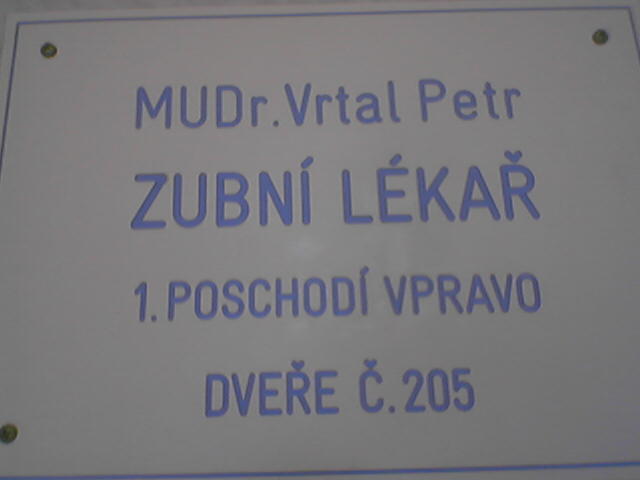 MUDr. Vrtal Petr
ZUBNÍ LÉKAŘ
1. POSCHODÍ VPRAVO
DVEŘE Č. 205